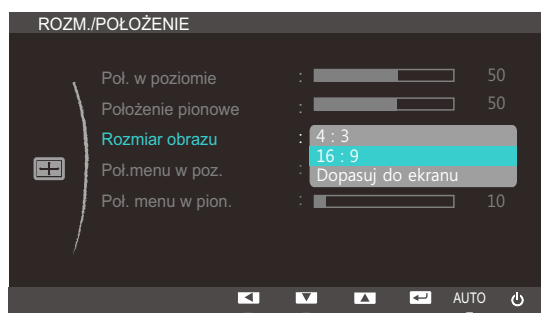 ROZM./POŁOŻENIE
Poł. w poziomie : 50
Położenie pionowe : 50
Rozmiar obrazu : 4 : 3
16 : 9
Poł.menu w poz. : Dopasuj do ekranu
Poł. menu w pion. : 10
AUTO